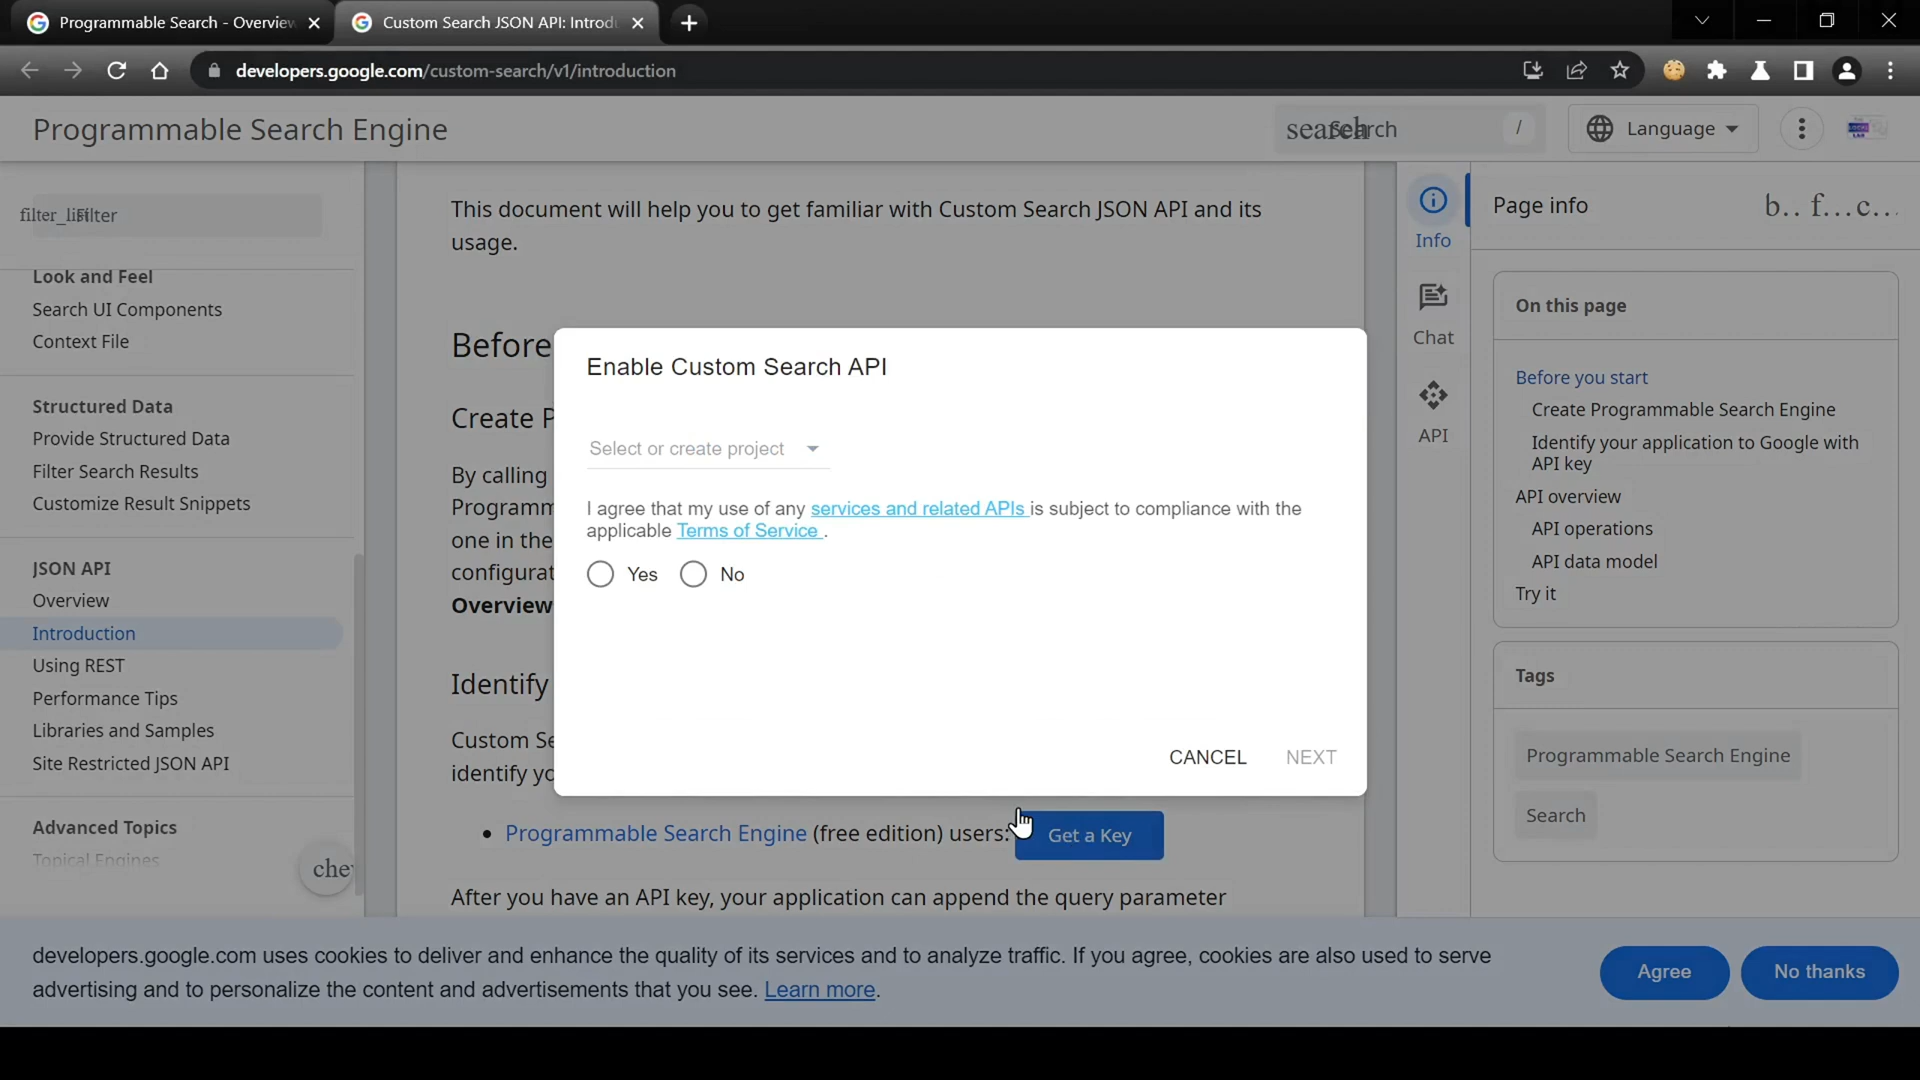 Programmable Search - Overview
Custom Search JSON API: Introdu
developers.google.com/custom-search/v1/introduction
Programmable Search Engine
search
Search
/
Language
filter_list
Filter
Look and Feel
Search UI Components
Context File
Structured Data
Provide Structured Data
Filter Search Results
Customize Result Snippets
JSON API
Overview
Introduction
Using REST
Performance Tips
Libraries and Samples
Site Restricted JSON API
Advanced Topics
Topical Engines
che
This document will help you to get familiar with Custom Search JSON API and its
usage.
Before
Create P
By calling
Programm
one in the
configurat
Overview
Identify
Custom Se
identify yo
Enable Custom Search API
Select or create project
I agree that my use of any services and related APIs is subject to compliance with the
applicable Terms of Service .
Yes No
CANCEL NEXT
• Programmable Search Engine (free edition) users: Get a Key
After you have an API key, your application can append the query parameter
Info
Chat
API
Page info
b.. f...c...
On this page
Before you start
Create Programmable Search Engine
Identify your application to Google with
API key
API overview
API operations
API data model
Try it
Tags
Programmable Search Engine
Search
developers.google.com uses cookies to deliver and enhance the quality of its services and to analyze traffic. If you agree, cookies are also used to serve
advertising and to personalize the content and advertisements that you see. Learn more.
Agree
No thanks